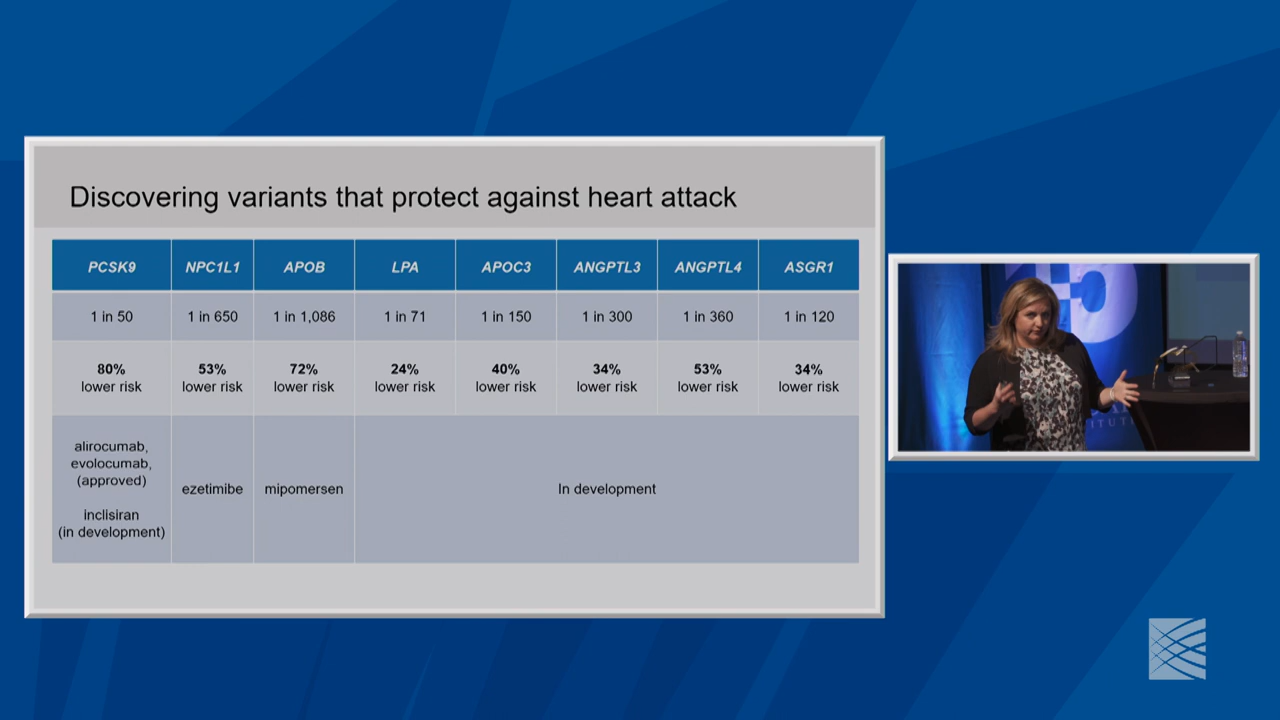 Discovering variants that protect against heart attack
PCSK9 NPC1L1 APOB LPA APOC3 ANGPTL3 ANGPTL4 ASGR1
1 in 50 1 in 650 1 in 1,086 1 in 71 1 in 150 1 in 300 1 in 360 1 in 120
80% 53% 72% 24% 40% 34% 53% 34%
lower risk lower risk lower risk lower risk lower risk lower risk lower risk lower risk
alirocumab,
evolocumab,
(approved)
inclisiran
(in development)
ezetimibe
mipomersen
In development